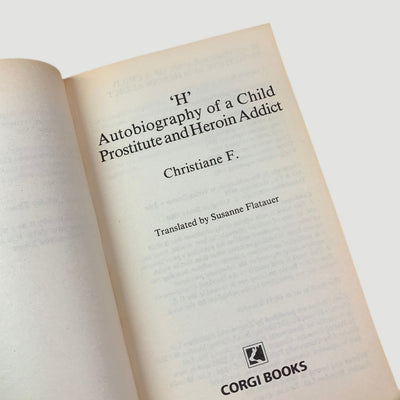 ‘H’
Autobiography of a Child
Prostitute and Heroin Addict
Christiane F.
Translated by Susanne Flatauer
CORGI BOOKS